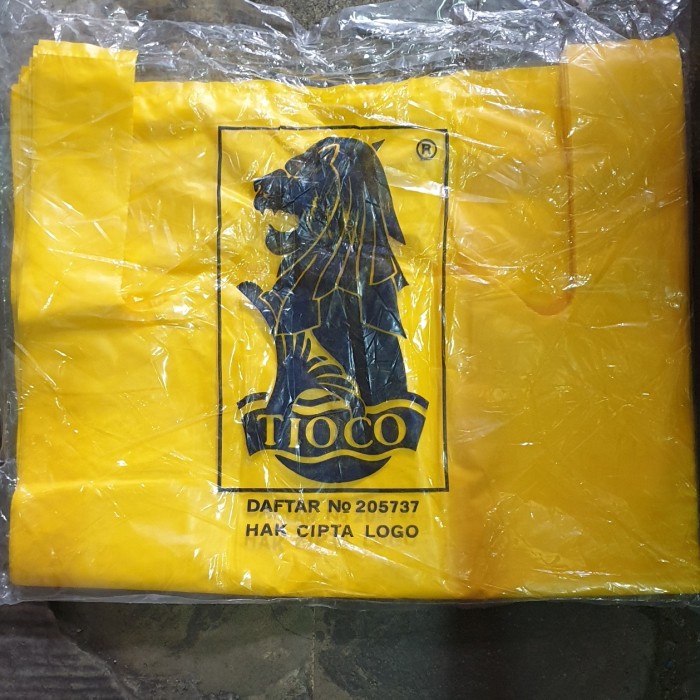 ®
TIOCO
DAFTAR No 205737
HAK CIPTA LOGO